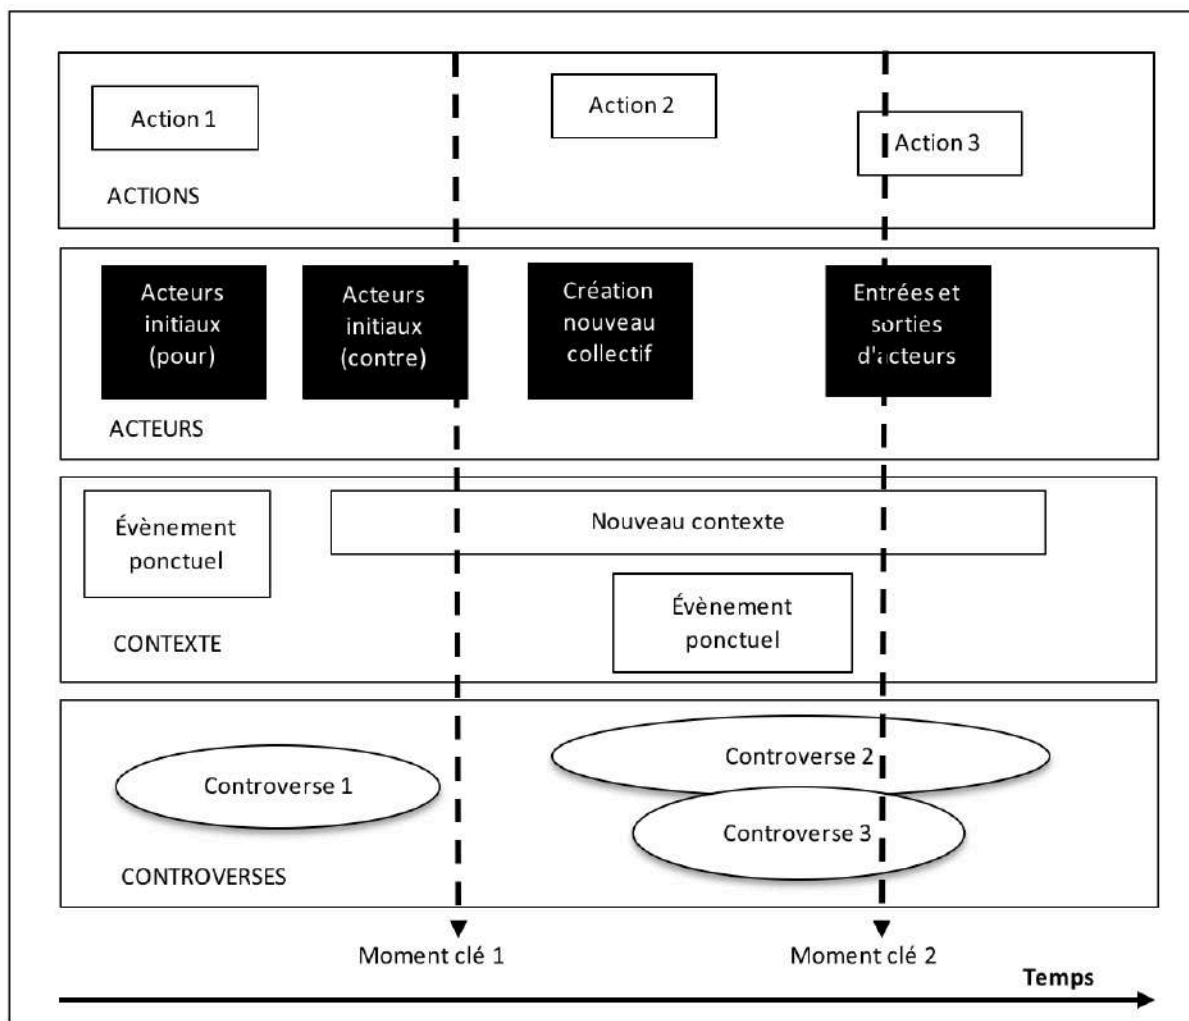 Action 1
Action 2
Action 3
ACTIONS
Acteurs
initiaux
(pour)
Acteurs
initiaux
(contre)
Création
nouveau
collectif
Entrées et
sorties
d'acteurs
ACTEURS
Évènement
ponctuel
Nouveau contexte
Évènement
ponctuel
CONTEXTE
Controverse 1
Controverse 2
Controverse 3
CONTROVERSES
Moment clé 1
Moment clé 2
Temps